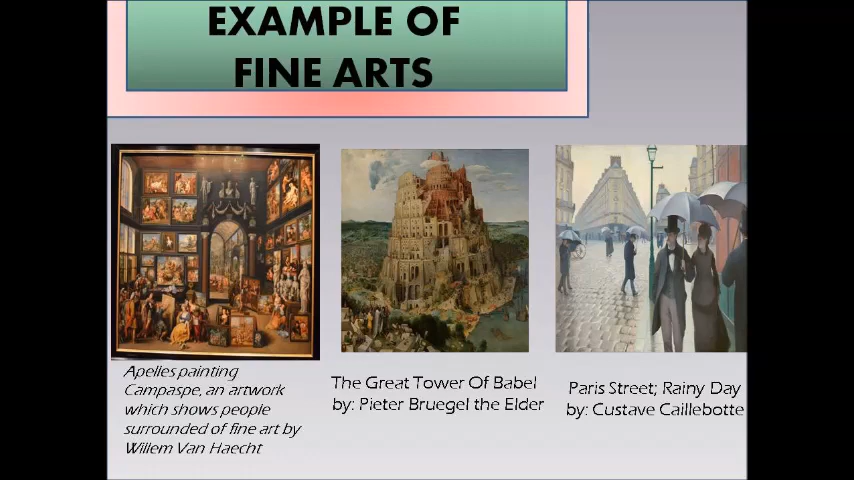 EXAMPLE OF
FINE ARTS
Apelles painting
Campaspe, an artwork
which shows people
surrounded of fine art by
Willem Van Haecht
The Great Tower Of Babel
by: Pieter Bruegel the Elder
Paris Street; Rainy Day
by: Custave Caillebotte